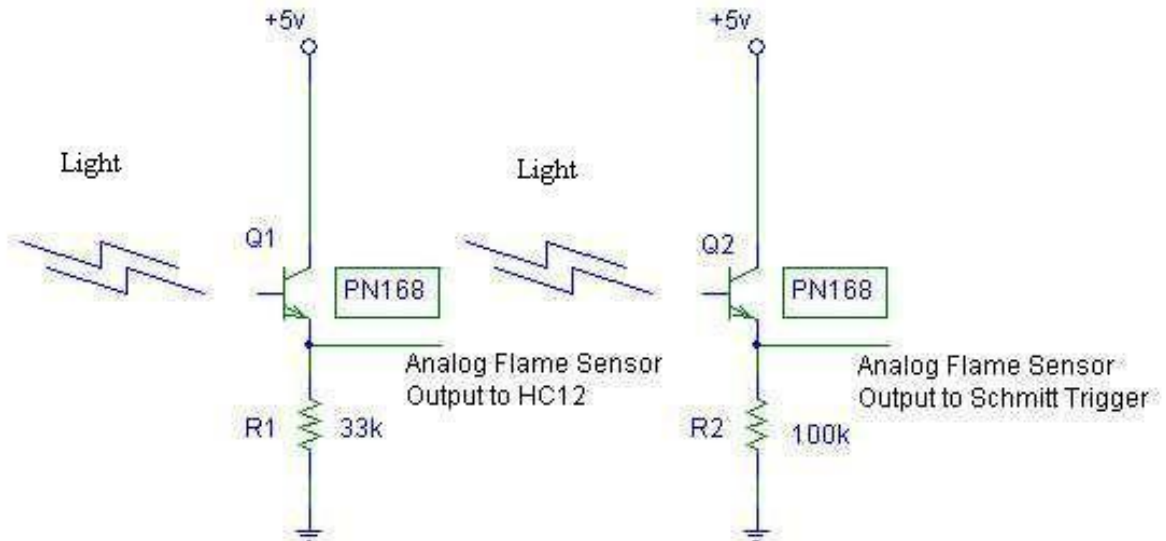 +5v
+5v
Light
Light
Q1
Q2
PN168
PN168
Analog Flame Sensor
Output to HC12
Analog Flame Sensor
Output to Schmitt Trigger
R1
33k
R2
100k